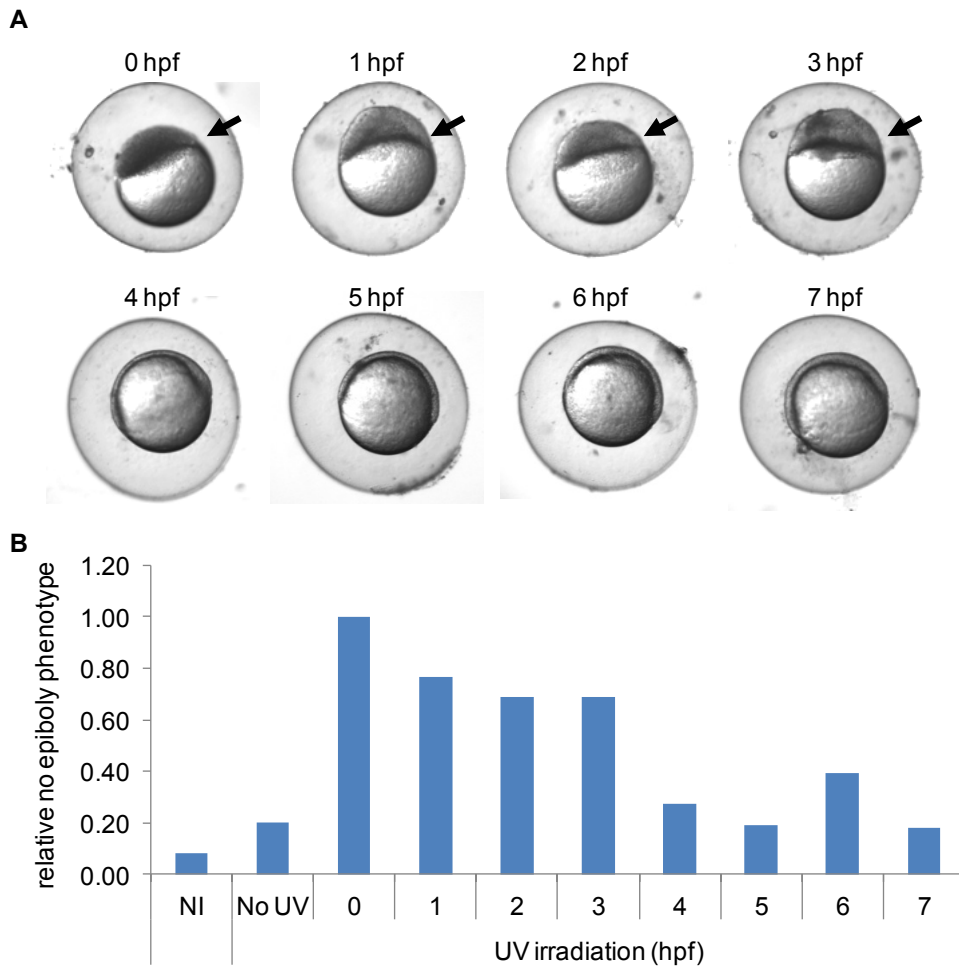 A
0 hpf 1 hpf 2 hpf 3 hpf
4 hpf 5 hpf 6 hpf 7 hpf
B
relative no epiboly phenotype
1.20
1.00
0.80
0.60
0.40
0.20
0.00
NI No UV 0 1 2 3 4 5 6 7
UV irradiation (hpf)